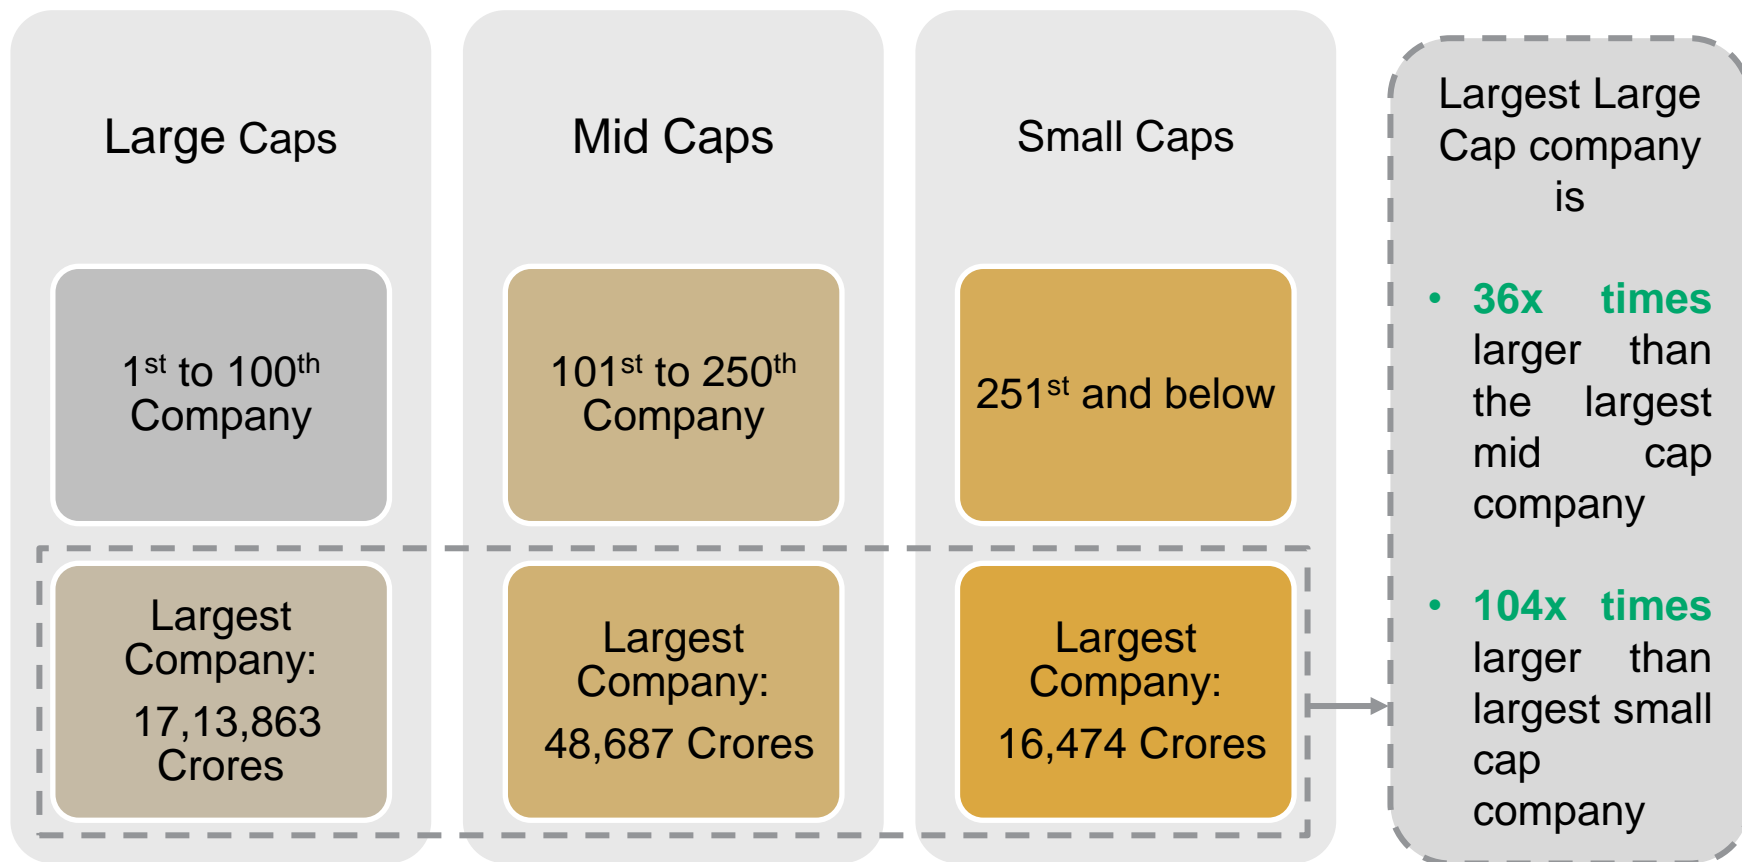 Large Caps
1st to 100th
Company
Largest
Company:
17,13,863
Crores
Mid Caps
101st to 250th
Company
Largest
Company:
48,687 Crores
Small Caps
251st and below
Largest
Company:
16,474 Crores
Largest Large
Cap company
is
• 36x times
larger than
the largest
mid cap
company
• 104x times
larger than
largest small
cap
company